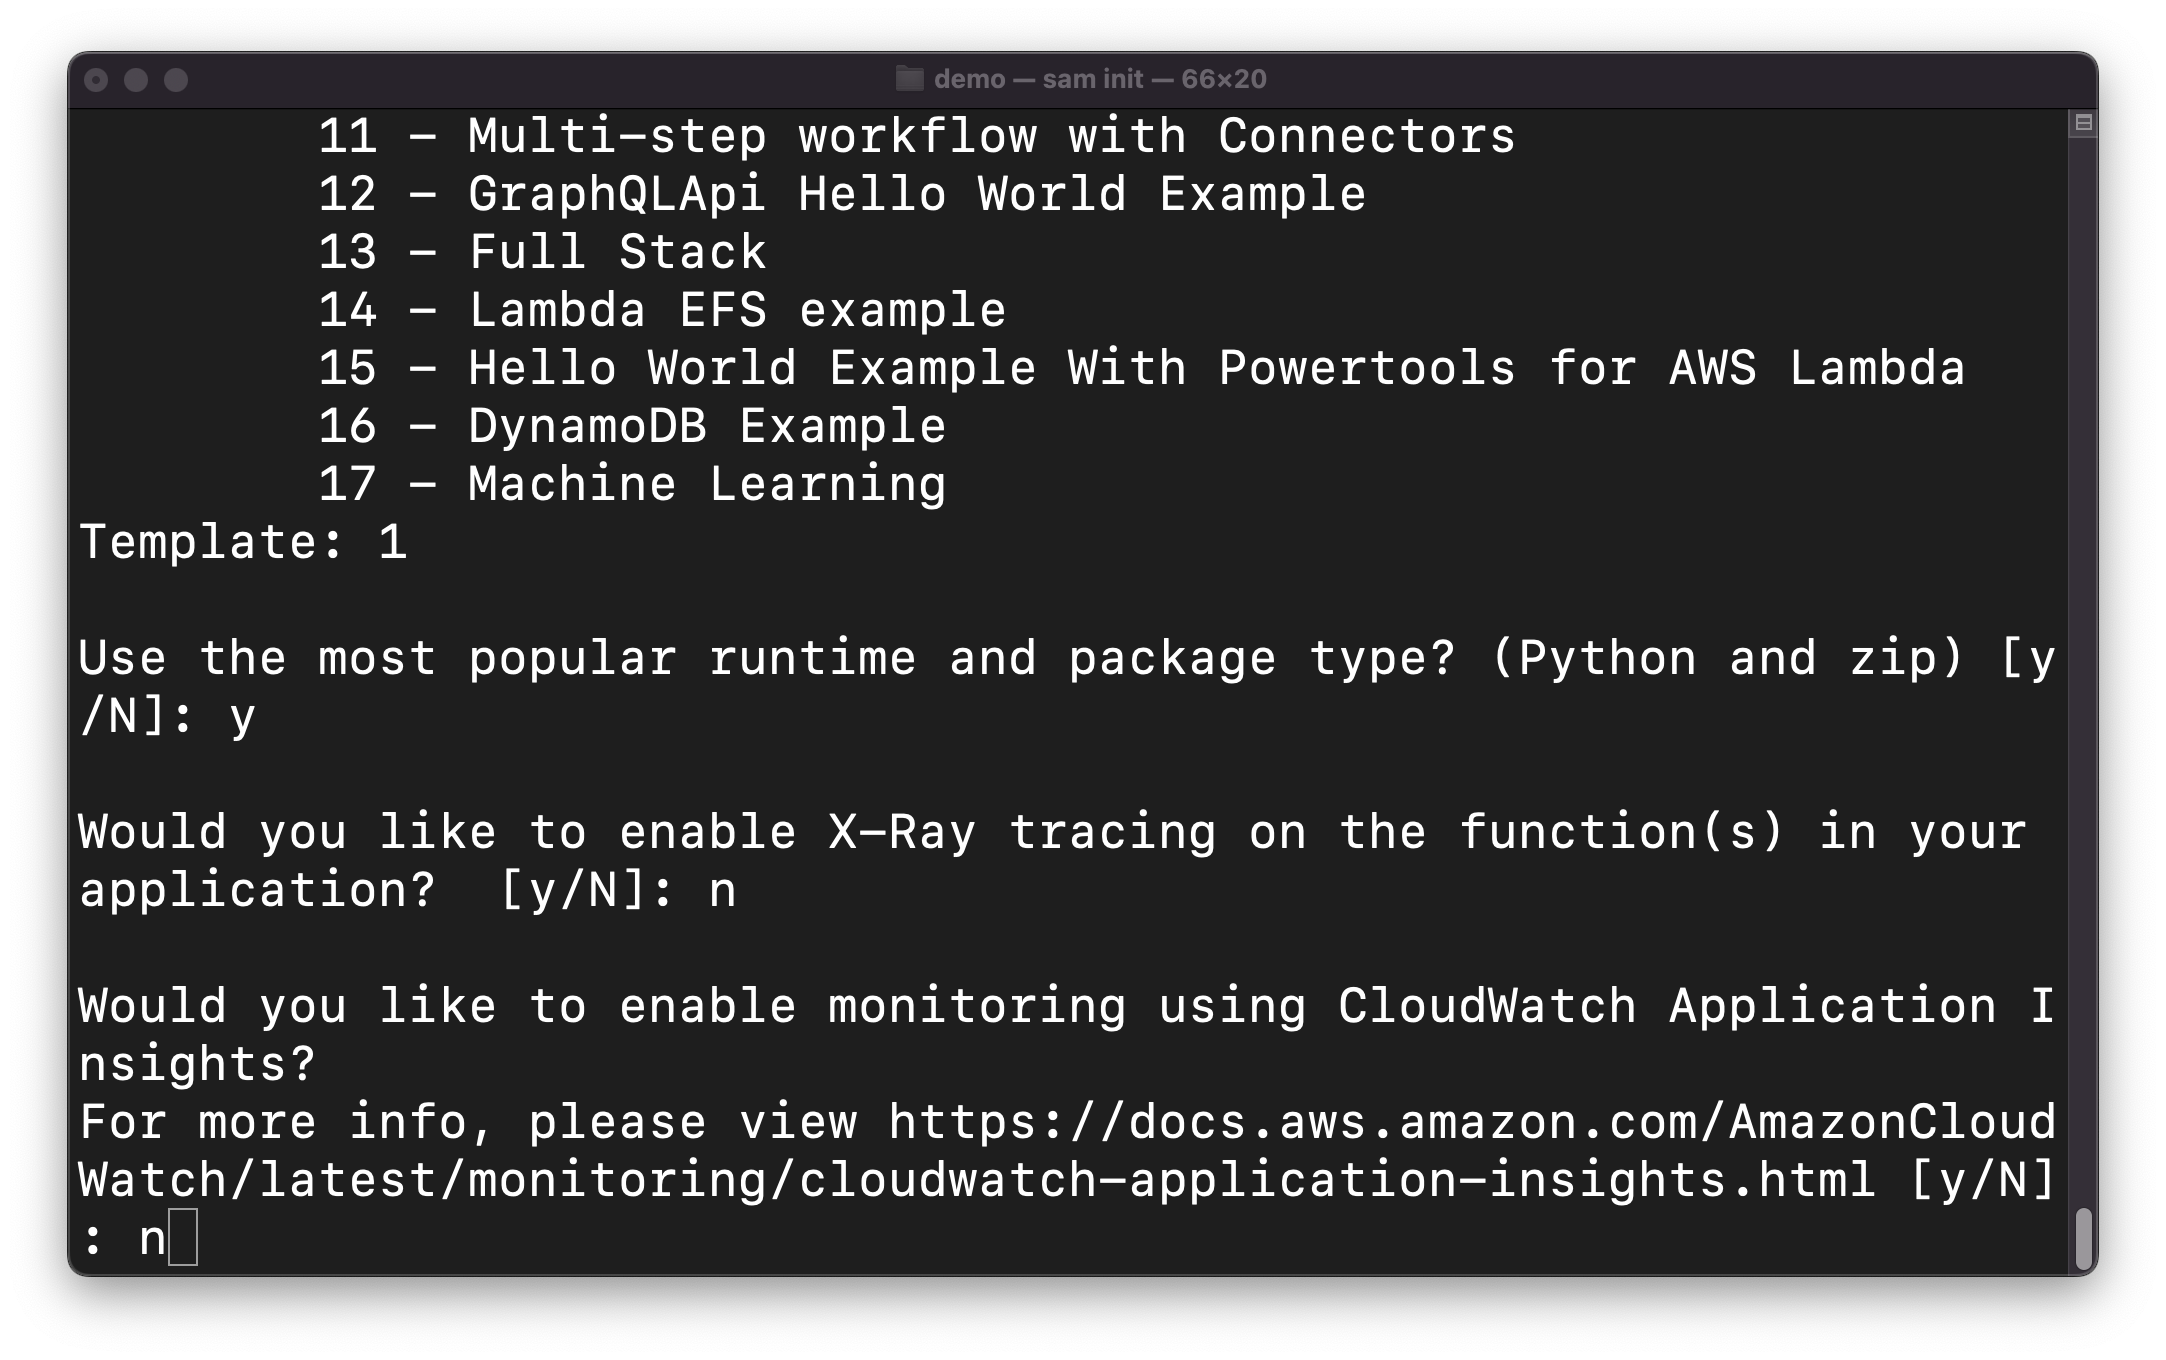 demo — sam init — 66×20
11 - Multi-step workflow with Connectors
12 - GraphQLApi Hello World Example
13 - Full Stack
14 - Lambda EFS example
15 - Hello World Example With Powertools for AWS Lambda
16 - DynamoDB Example
17 - Machine Learning
Template: 1
Use the most popular runtime and package type? (Python and zip) [y
/N]: y
Would you like to enable X-Ray tracing on the function(s) in your
application?  [y/N]: n
Would you like to enable monitoring using CloudWatch Application I
nsights?
For more info, please view https://docs.aws.amazon.com/AmazonCloud
Watch/latest/monitoring/cloudwatch-application-insights.html [y/N]
: n